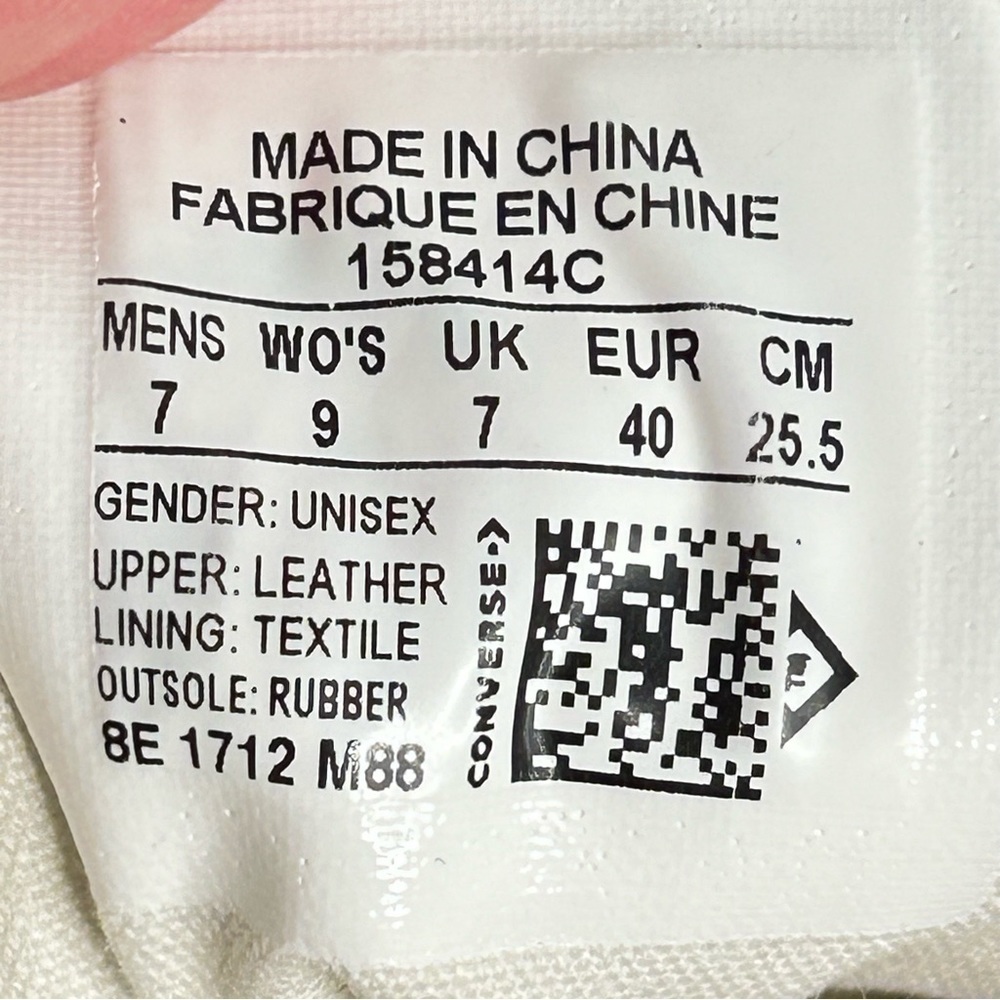 MADE IN CHINA
FABRIQUE EN CHINE
158414C
MENS WO'S UK EUR CM
7 9 7 40 25.5
GENDER: UNISEX
UPPER: LEATHER
LINING: TEXTILE
OUTSOLE: RUBBER
8E 1712 M88
CONVERSE